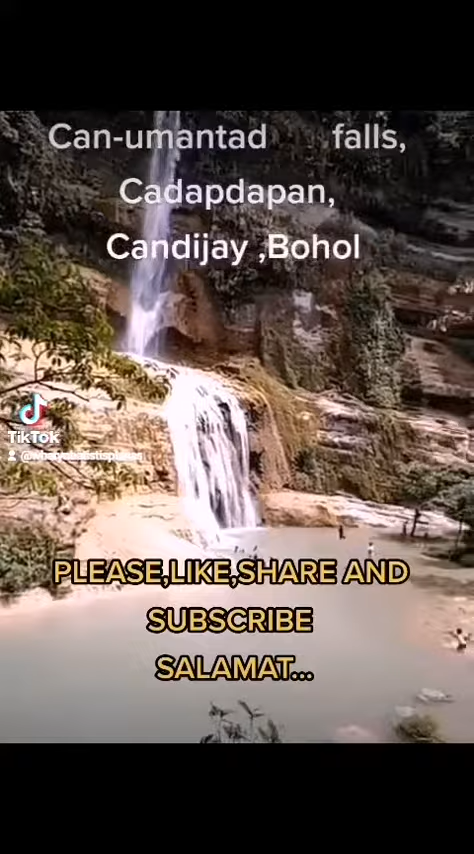 Can-umantad falls,
Cadapdapan,
Candijay ,Bohol
TikTok
PLEASE,LIKE,SHARE AND
SUBSCRIBE
SALAMAT...